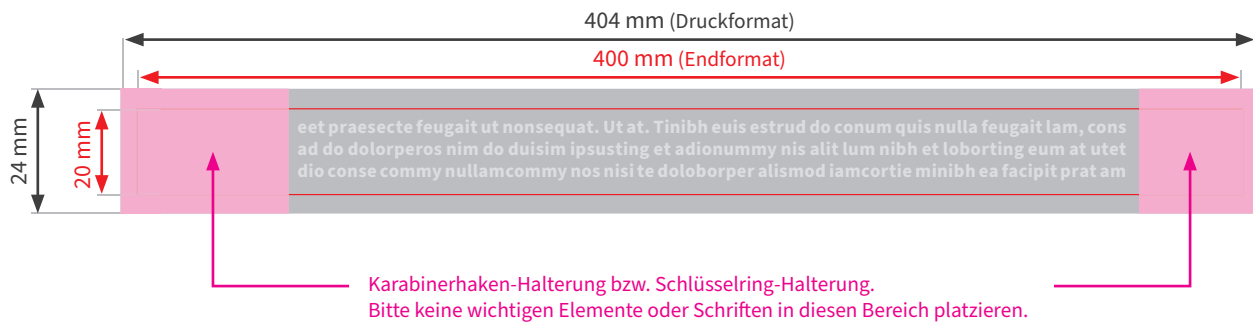 404 mm (Druckformat)
400 mm (Endformat)
24 mm
20 mm
eet praesecte feugait ut nonsequat. Ut at. Tinibh euis estrud do conum quis nulla feugait lam, cons
ad do dolorperos nim do duisim ipsusting et adionummy nis alit lum nibh et loborting eum at utet
dio conse commy nullan commy nos nisi te doloborper alismod iamcortie minibh ea facipit prat am
Karabinerhaken-Halterung bzw. Schlüsselring-Halterung.
Bitte keine wichtigen Elemente oder Schriften in diesen Bereich platzieren.